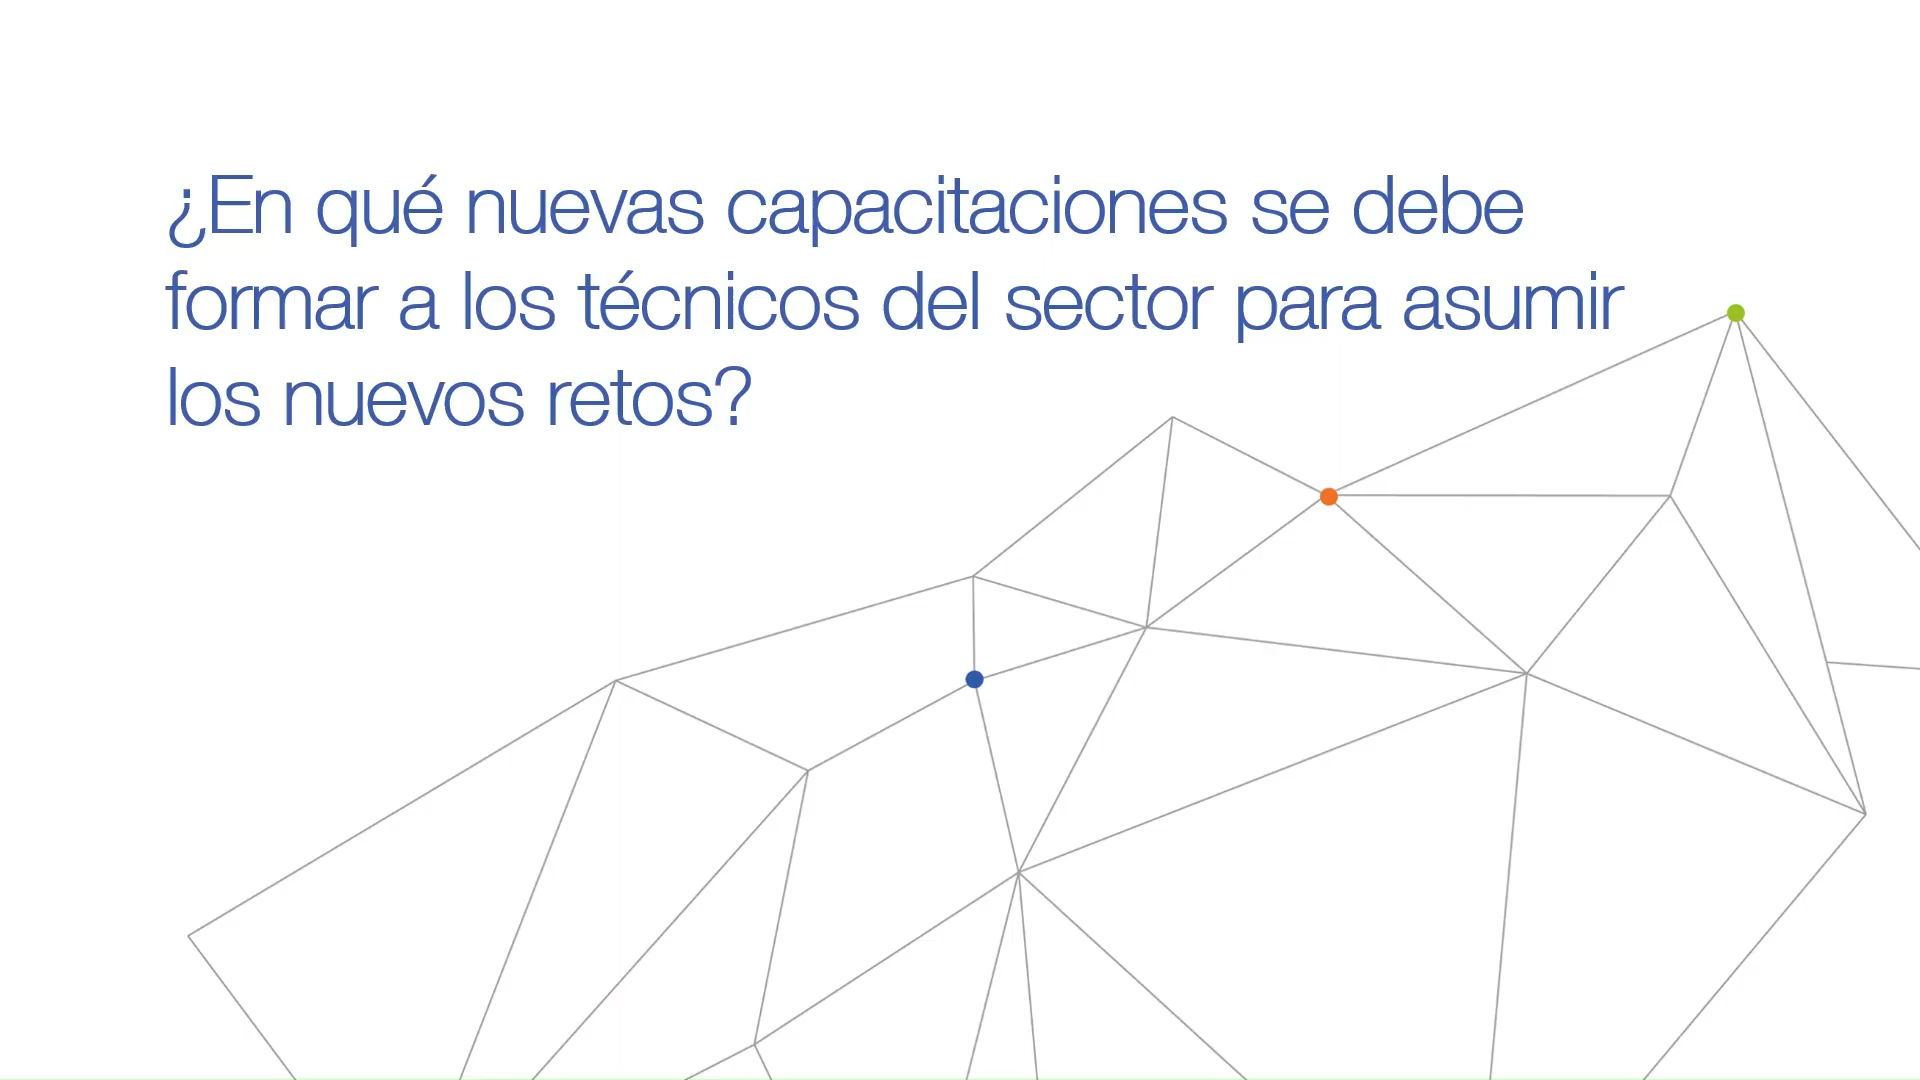 ¿En qué nuevas capacitaciones se debe
formar a los técnicos del sector para asumir
los nuevos retos?